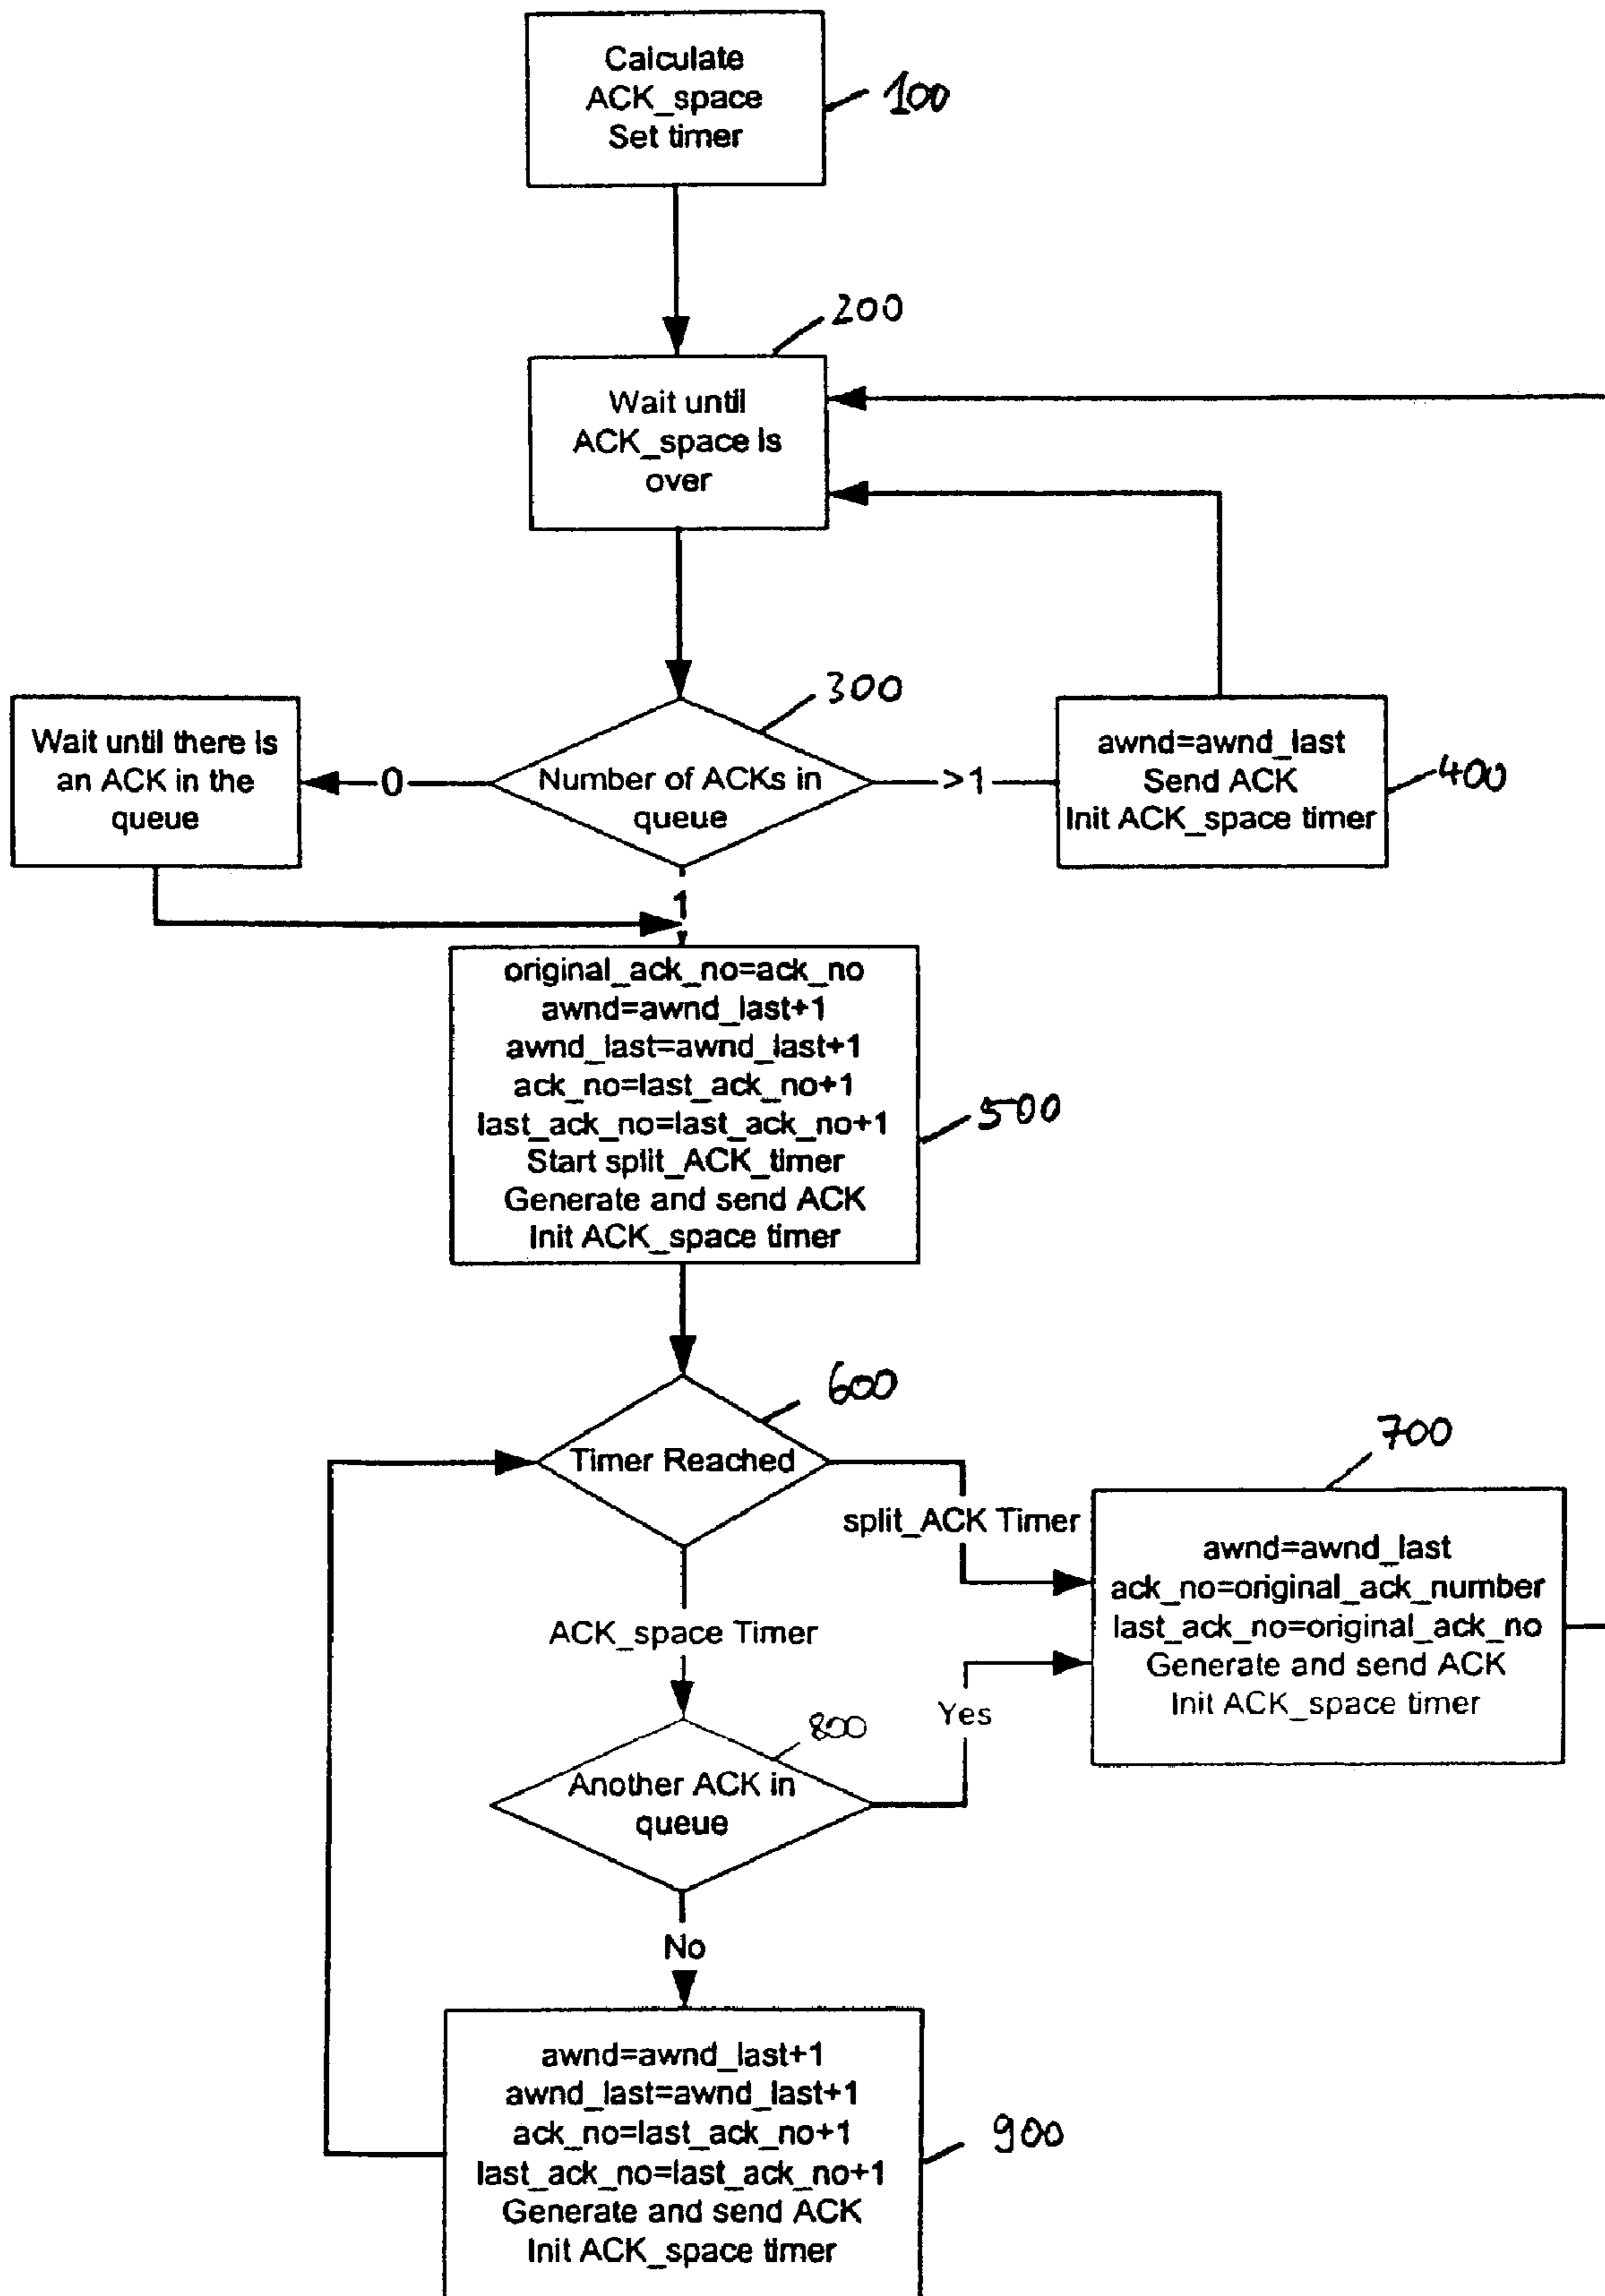 Calculate
ACK_space
Set timer
100
200
Wait until
ACK_space is
over
300
Wait until there is
an ACK in the
queue
0
Number of ACKs in
queue
>1
awnd=awnd_last
Send ACK
Init ACK_space timer
400
1
original_ack_no=ack_no
awnd=awnd_last+1
awnd_last=awnd_last+1
ack_no=last_ack_no+1
last_ack_no=last_ack_no+1
Start split_ACK_timer
Generate and send ACK
Init ACK_space timer
500
600
Timer Reached
split_ACK Timer
700
awnd=awnd_last
ack_no=original_ack_number
last_ack_no=original_ack_no
Generate and send ACK
Init ACK_space timer
ACK_space Timer
800
Yes
Another ACK in
queue
No
awnd=awnd_last+1
awnd_last=awnd_last+1
ack_no=last_ack_no+1
last_ack_no=last_ack_no+1
Generate and send ACK
Init ACK_space timer
900